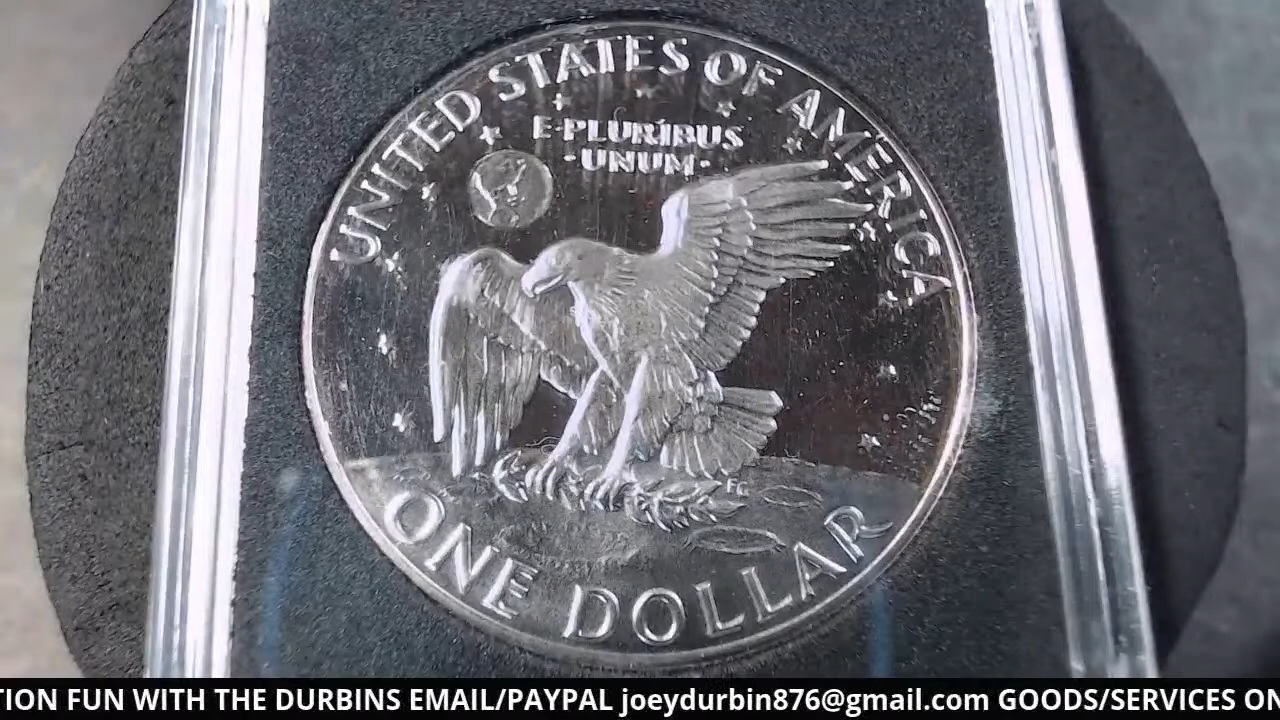 UNITED STATES OF AMERICA
E·PLURIBUS
·UNUM·
FG
ONE DOLLAR
TION FUN WITH THE DURBINS EMAIL/PAYPAL joeydurbin876@gmail.com GOODS/SERVICES ON